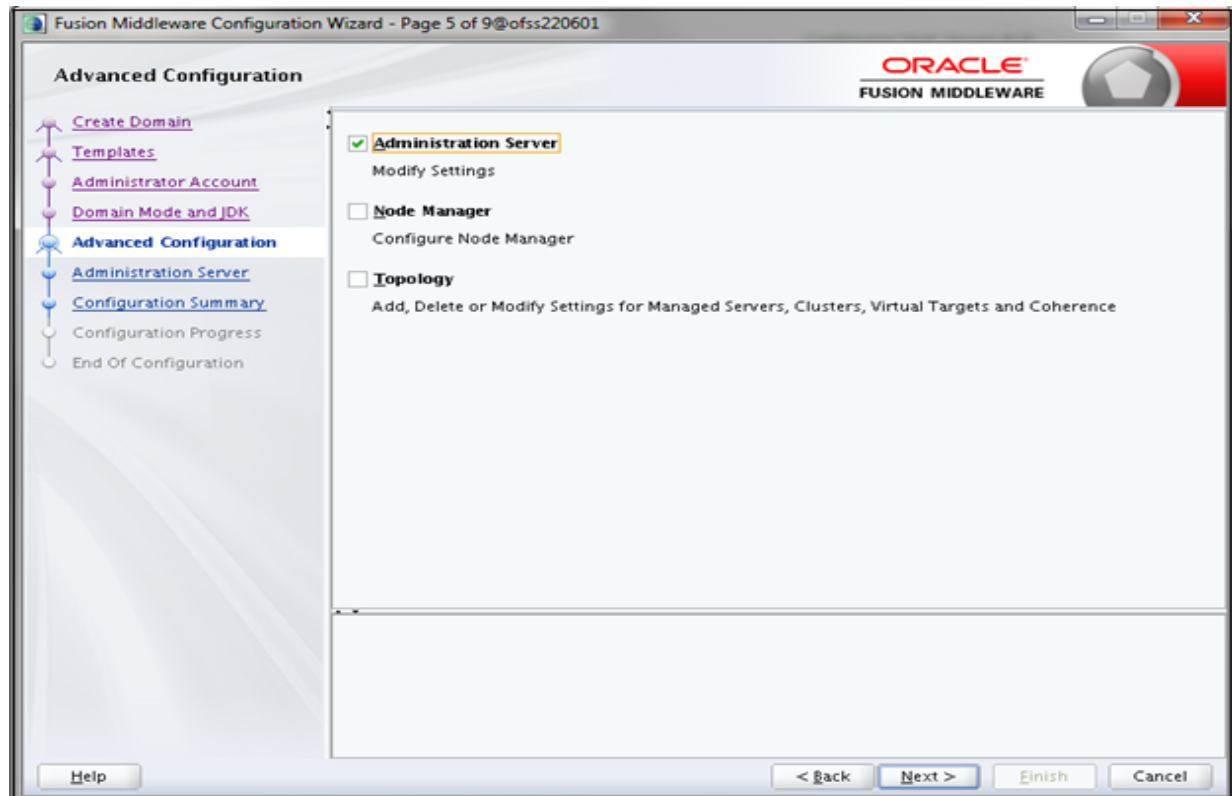 Fusion Middleware Configuration Wizard - Page 5 of 9@ofss220601
Advanced Configuration
ORACLE
FUSION MIDDLEWARE
Create Domain
Templates
Administrator Account
Domain Mode and JDK
Advanced Configuration
Administration Server
Configuration Summary
Configuration Progress
End Of Configuration
Administration Server
Modify Settings
Node Manager
Configure Node Manager
Topology
Add, Delete or Modify Settings for Managed Servers, Clusters, Virtual Targets and Coherence
Help
< Back
Next >
Finish
Cancel